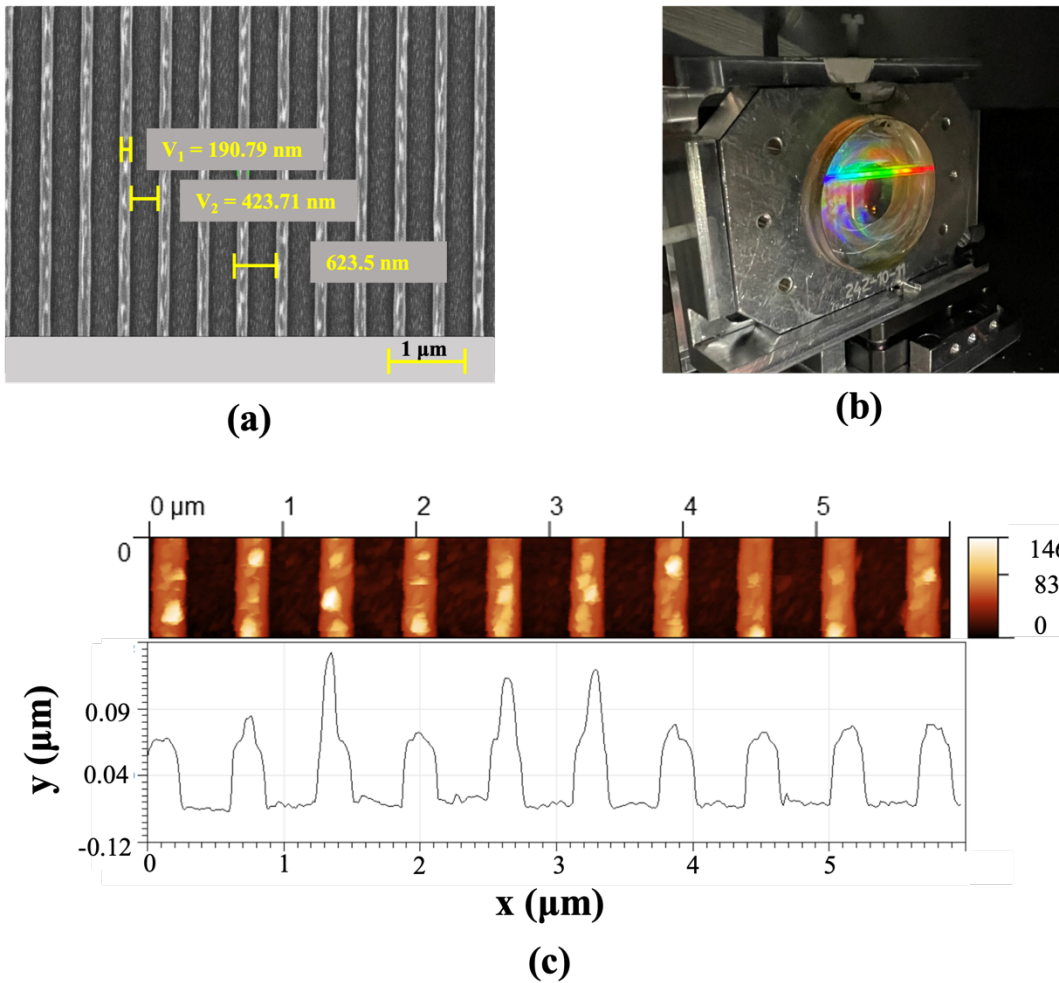 V₁ = 190.79 nm
V₂ = 423.71 nm
623.5 nm
1 μm
(a)
242-10-11
(b)
0 μm 1 2 3 4 5
0
146
83
0
y (μm)
0.09
0.04
-0.12
0 1 2 3 4 5
x (μm)
(c)